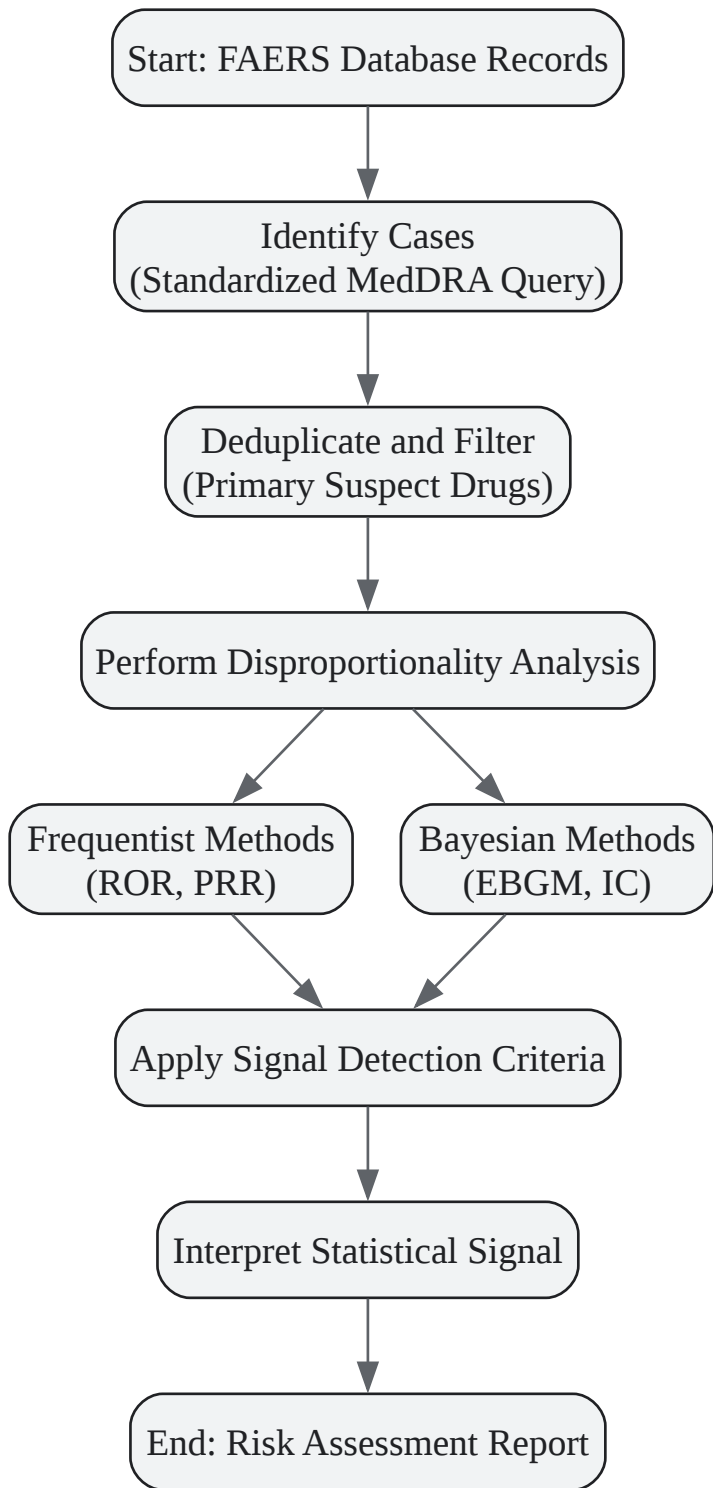 Start: FAERS Database Records
Identify Cases
(Standardized MedDRA Query)
Deduplicate and Filter
(Primary Suspect Drugs)
Perform Disproportionality Analysis
Frequentist Methods
(ROR, PRR)
Bayesian Methods
(EBGM, IC)
Apply Signal Detection Criteria
Interpret Statistical Signal
End: Risk Assessment Report